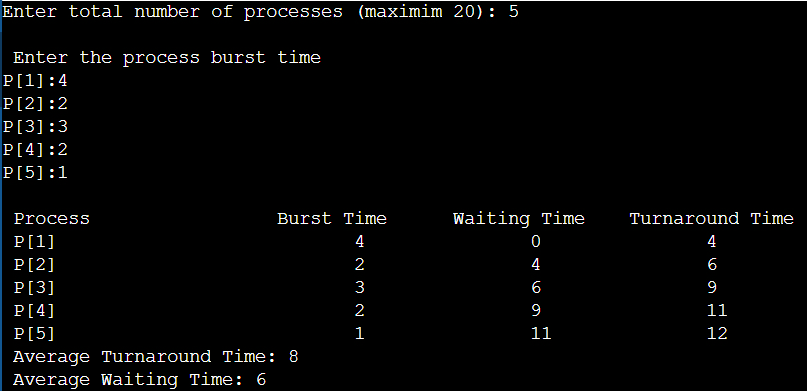 Enter total number of processes (maximim 20): 5
Enter the process burst time
P[1]:4
P[2]:2
P[3]:3
P[4]:2
P[5]:1
Process Burst Time Waiting Time Turnaround Time
P[1] 4 0 4
P[2] 2 4 6
P[3] 3 6 9
P[4] 2 9 11
P[5] 1 11 12
Average Turnaround Time: 8
Average Waiting Time: 6